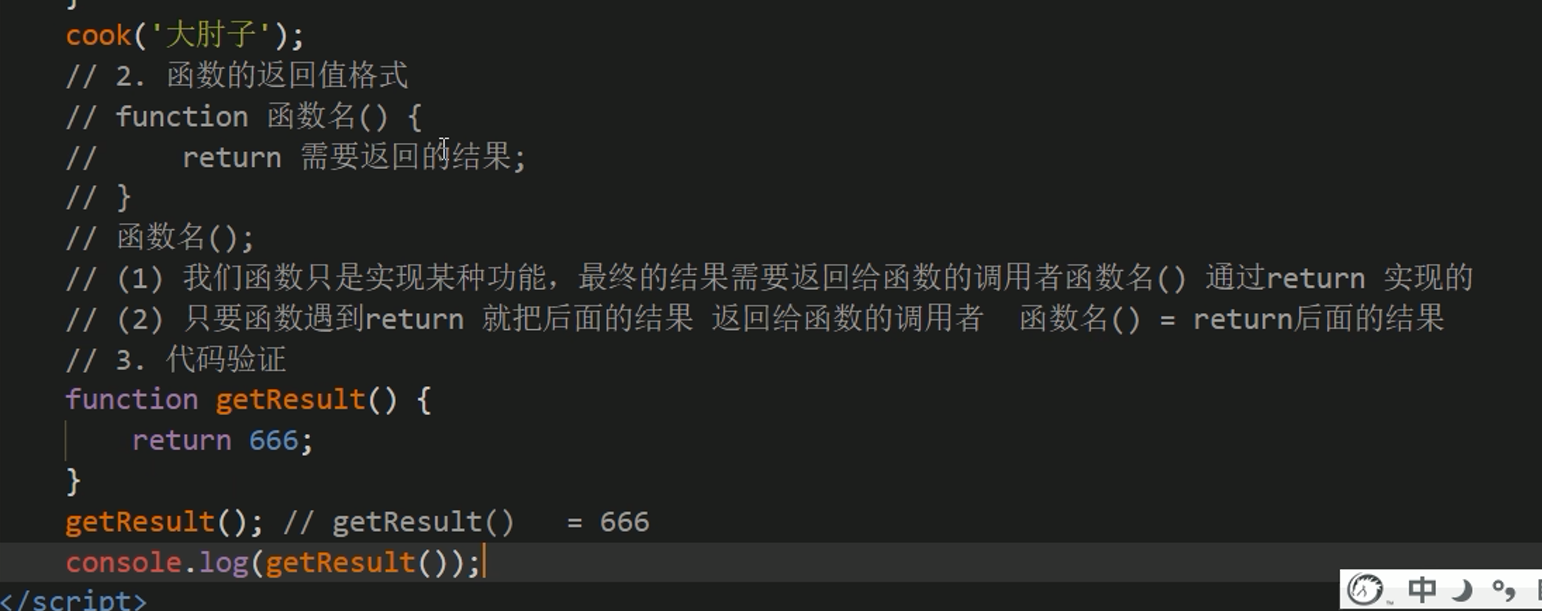 }
cook('大肘子');
// 2. 函数的返回值格式
// function 函数名() {
//     return 需要返回的结果;
// }
// 函数名();
// (1) 我们函数只是实现某种功能，最终的结果需要返回给函数的调用者函数名() 通过return 实现的
// (2) 只要函数遇到return 就把后面的结果 返回给函数的调用者  函数名() = return后面的结果
// 3. 代码验证
function getResult() {
    return 666;
}
getResult(); // getResult()   = 666
console.log(getResult());
</script>
中